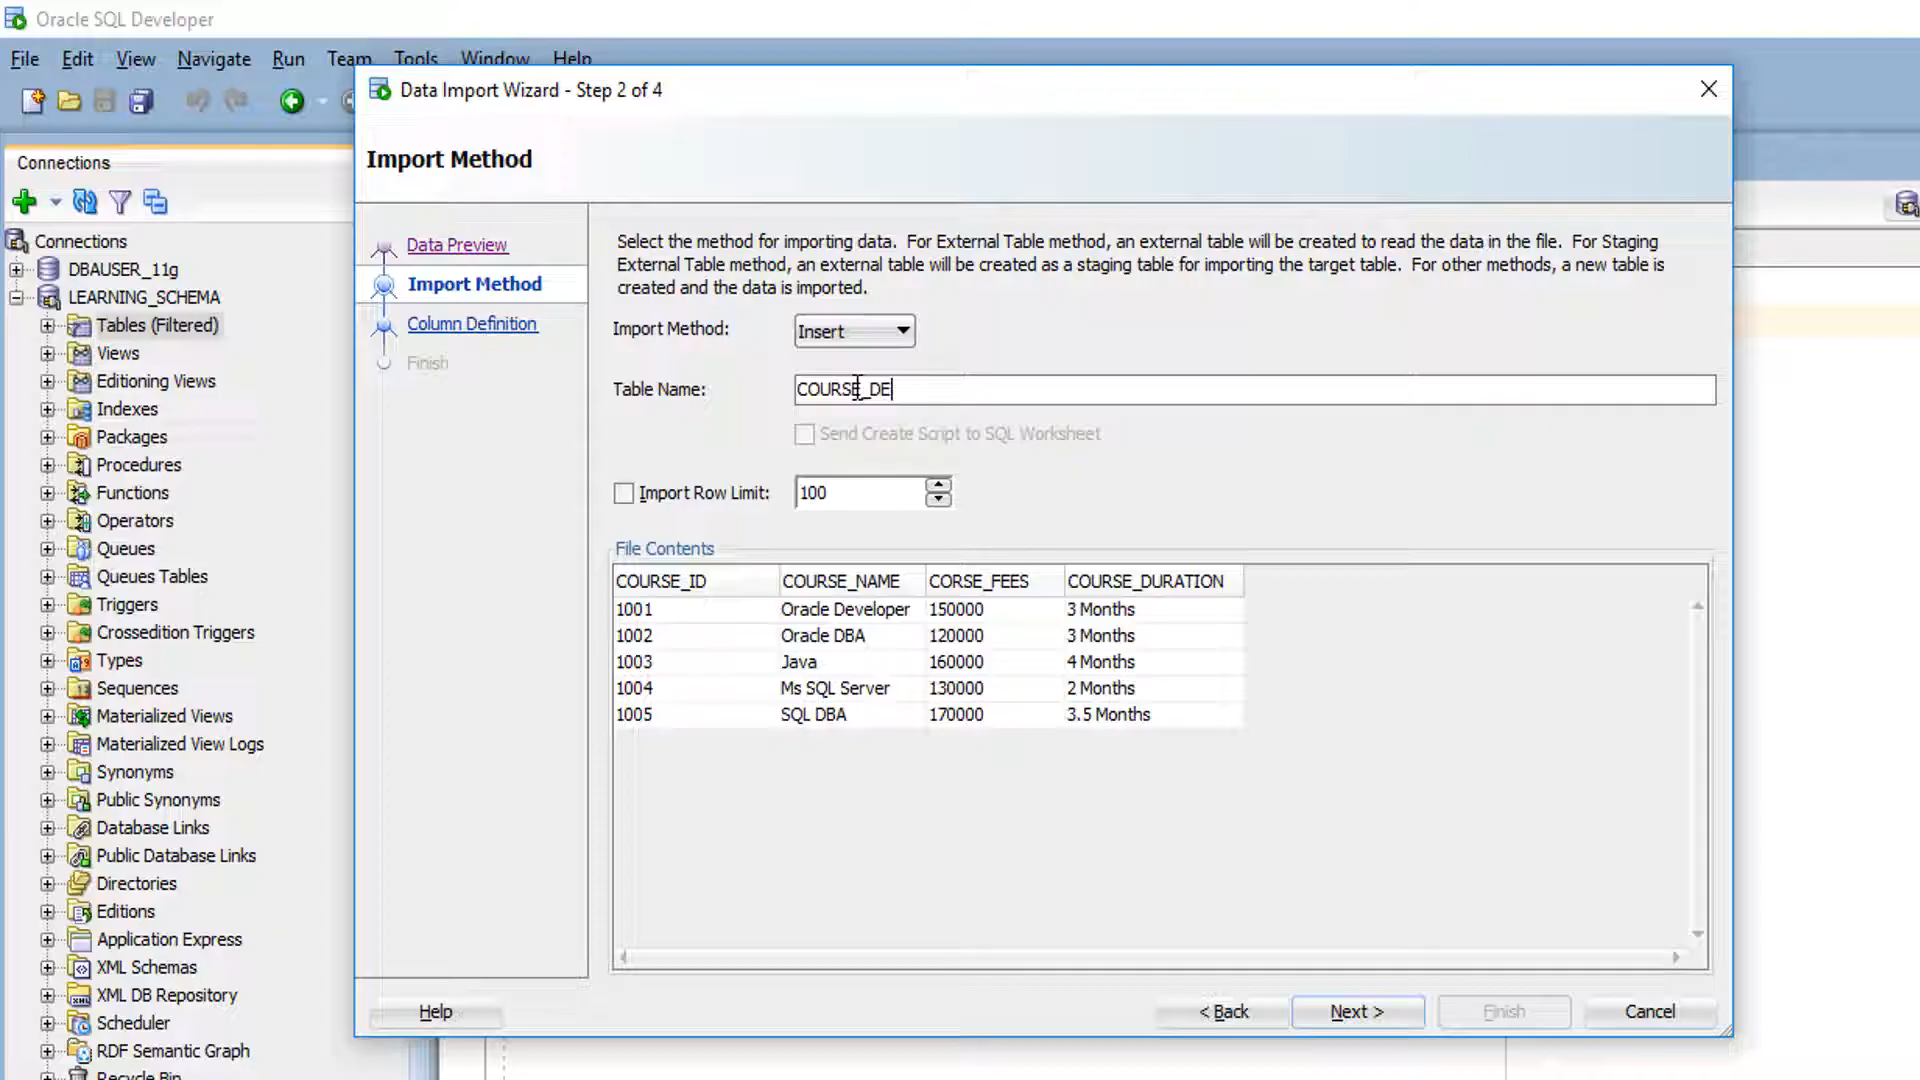 Oracle SQL Developer
File Edit View Navigate Run Team Tools Window Help
Data Import Wizard - Step 2 of 4
Import Method
Connections
Connections
DBAUSER_11g
LEARNING_SCHEMA
Tables (Filtered)
Views
Editioning Views
Indexes
Packages
Procedures
Functions
Operators
Queues
Queues Tables
Triggers
Crossedition Triggers
Types
Sequences
Materialized Views
Materialized View Logs
Synonyms
Public Synonyms
Database Links
Public Database Links
Directories
Editions
Application Express
XML Schemas
XML DB Repository
Scheduler
RDF Semantic Graph
Recycle Bin
Data Preview
Import Method
Column Definition
Finish
Select the method for importing data. For External Table method, an external table will be created to read the data in the file. For Staging
External Table method, an external table will be created as a staging table for importing the target table. For other methods, a new table is
created and the data is imported.
Import Method: Insert
Table Name: COURSE_DE
Send Create Script to SQL Worksheet
Import Row Limit: 100
File Contents
COURSE_ID COURSE_NAME CORSE_FEES COURSE_DURATION
1001 Oracle Developer 150000 3 Months
1002 Oracle DBA 120000 3 Months
1003 Java 160000 4 Months
1004 Ms SQL Server 130000 2 Months
1005 SQL DBA 170000 3.5 Months
Help < Back Next > Finish Cancel